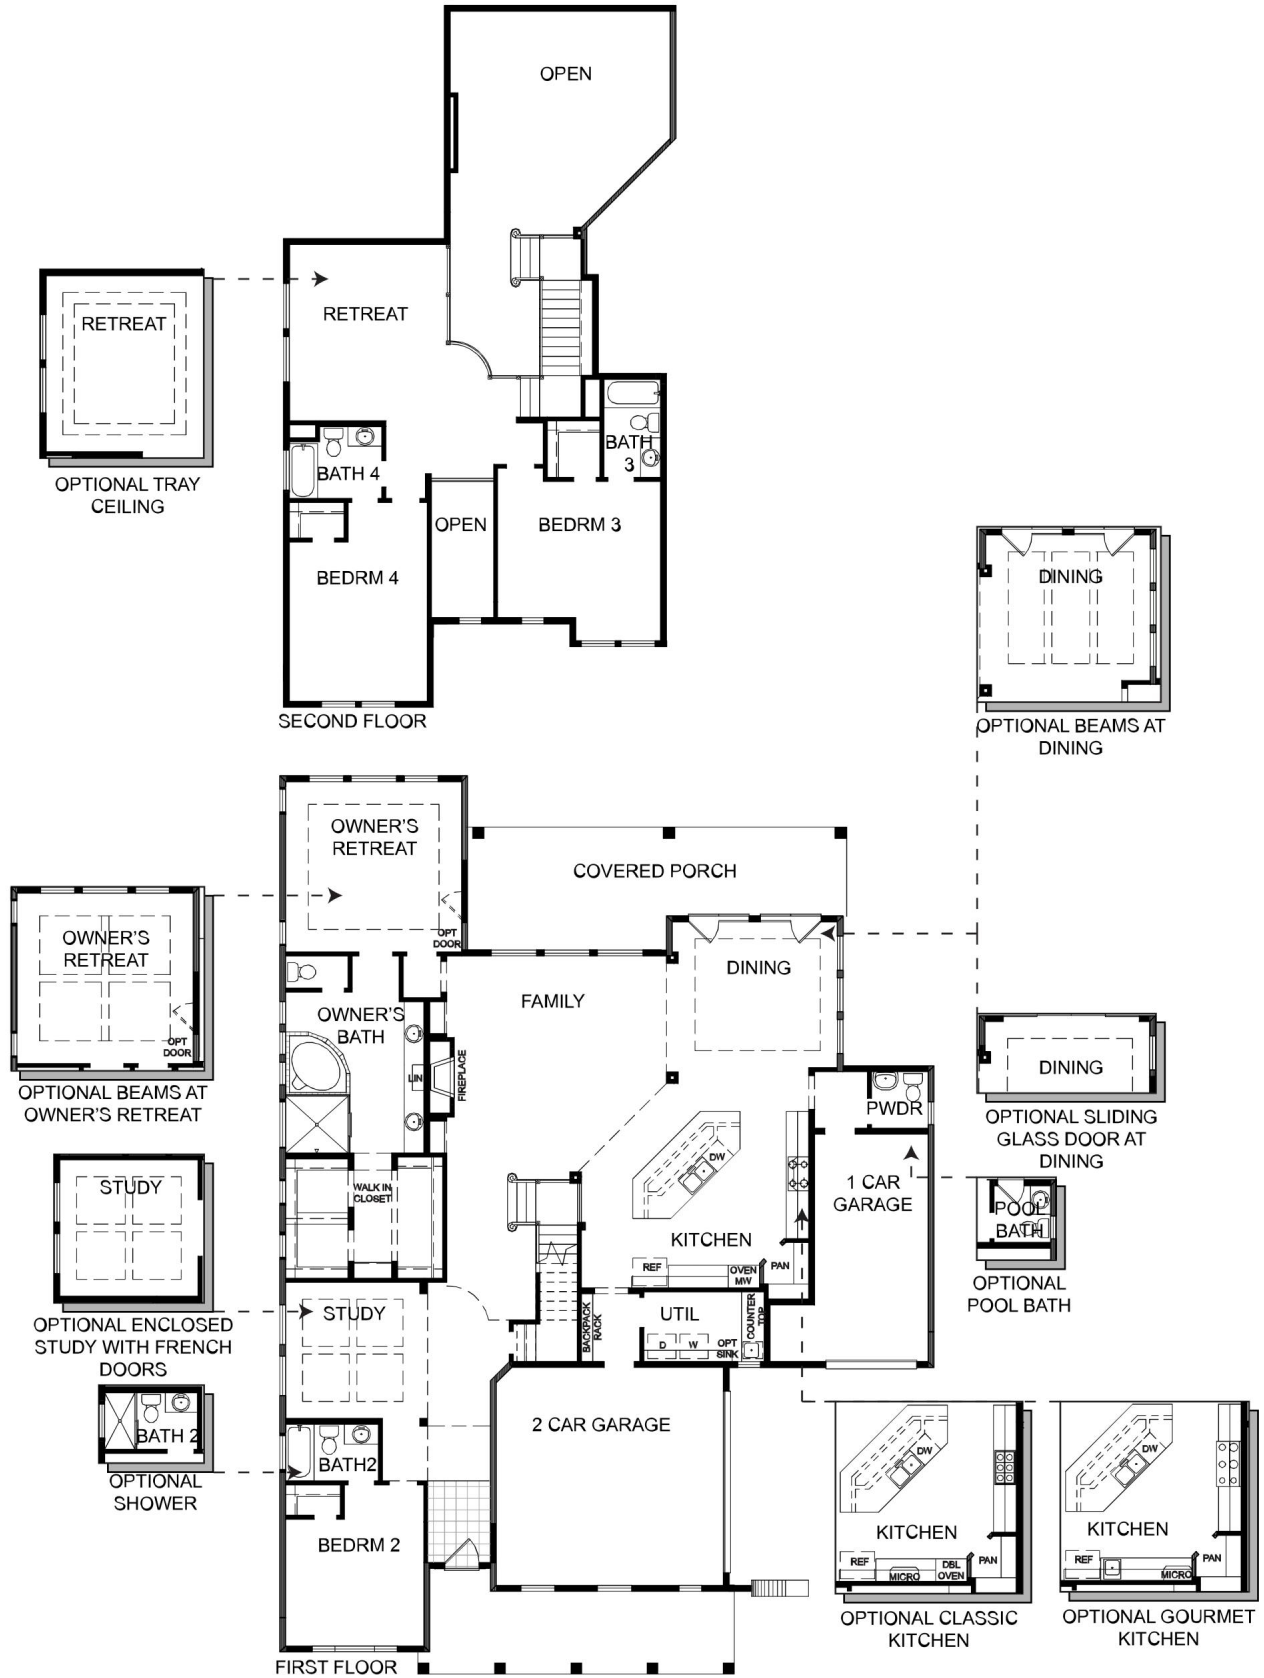 OPEN
RETREAT
RETREAT
OPTIONAL TRAY
CEILING
BATH
3
BATH 4
OPEN
BEDRM 3
BEDRM 4
SECOND FLOOR
DINING
OPTIONAL BEAMS AT
DINING
OWNER'S
RETREAT
COVERED PORCH
OPT
DOOR
OWNER'S
RETREAT
OPT
DOOR
OPTIONAL BEAMS AT
OWNER'S RETREAT
DINING
FAMILY
OWNER'S
BATH
LIN
FIREPLACE
DINING
OPTIONAL SLIDING
GLASS DOOR AT
DINING
PWDR
DW
1 CAR
GARAGE
WALK IN
CLOSET
STUDY
OPTIONAL ENCLOSED
STUDY WITH FRENCH
DOORS
POOL
BATH
OPTIONAL
POOL BATH
KITCHEN
REF
OVEN
MW
PAN
STUDY
BACKPACK
RACK
UTIL
COUNTER
TOP
D
W
OPT
SINK
BATH 2
OPTIONAL
SHOWER
2 CAR GARAGE
BATH2
BEDRM 2
FIRST FLOOR
DW
KITCHEN
REF
MICRO
DBL
OVEN
PAN
OPTIONAL CLASSIC
KITCHEN
DW
KITCHEN
REF
MICRO
PAN
OPTIONAL GOURMET
KITCHEN